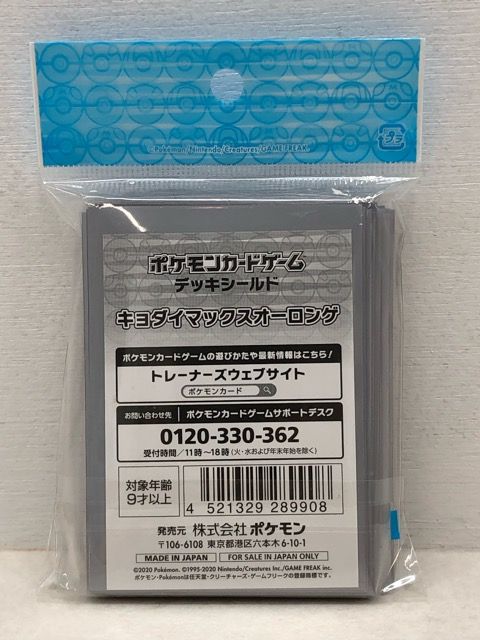 ©Pokémon/Nintendo/Creatures/GAME FREAK.
プラ
ポケモンカードゲーム
デッキシールド
キョダイマックスオーロンゲ
ポケモンカードゲームの遊びかたや最新情報はこちら!
トレーナーズウェブサイト
ポケモンカード
お問い合わせ先 ポケモンカードゲームサポートデスク
0120-330-362
受付時間/11時~18時(火・水および年末年始を除く)
対象年齢
9才以上
4 521329 289908
発売元 株式会社ポケモン
〒106-6108 東京都港区六本木6-10-1
MADE IN JAPAN FOR SALE IN JAPAN ONLY
©2020 Pokémon. ©1995-2020 Nintendo/Creatures Inc./GAME FREAK inc.
ポケモン・Pokémonは任天堂・クリーチャーズ・ゲームフリークの登録商標です。